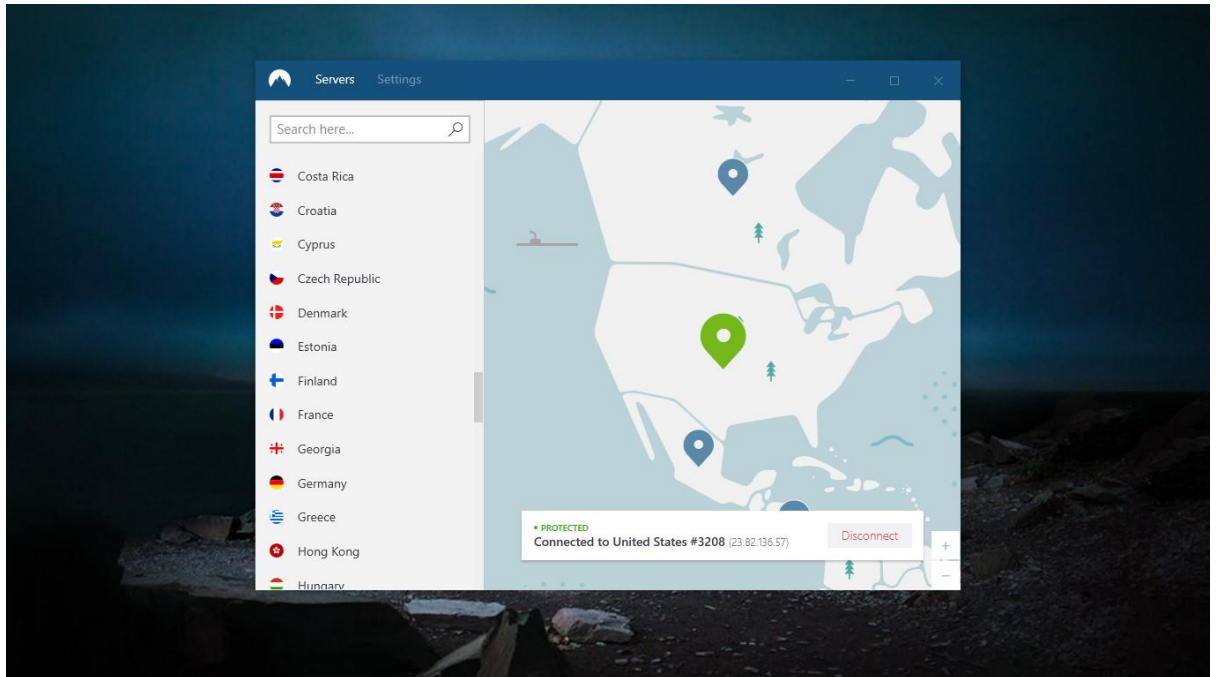 Servers Settings
Search here...
Costa Rica
Croatia
Cyprus
Czech Republic
Denmark
Estonia
Finland
France
Georgia
Germany
Greece
Hong Kong
Hungary
• PROTECTED
Connected to United States #3208 (23.82.136.57)
Disconnect
+
−